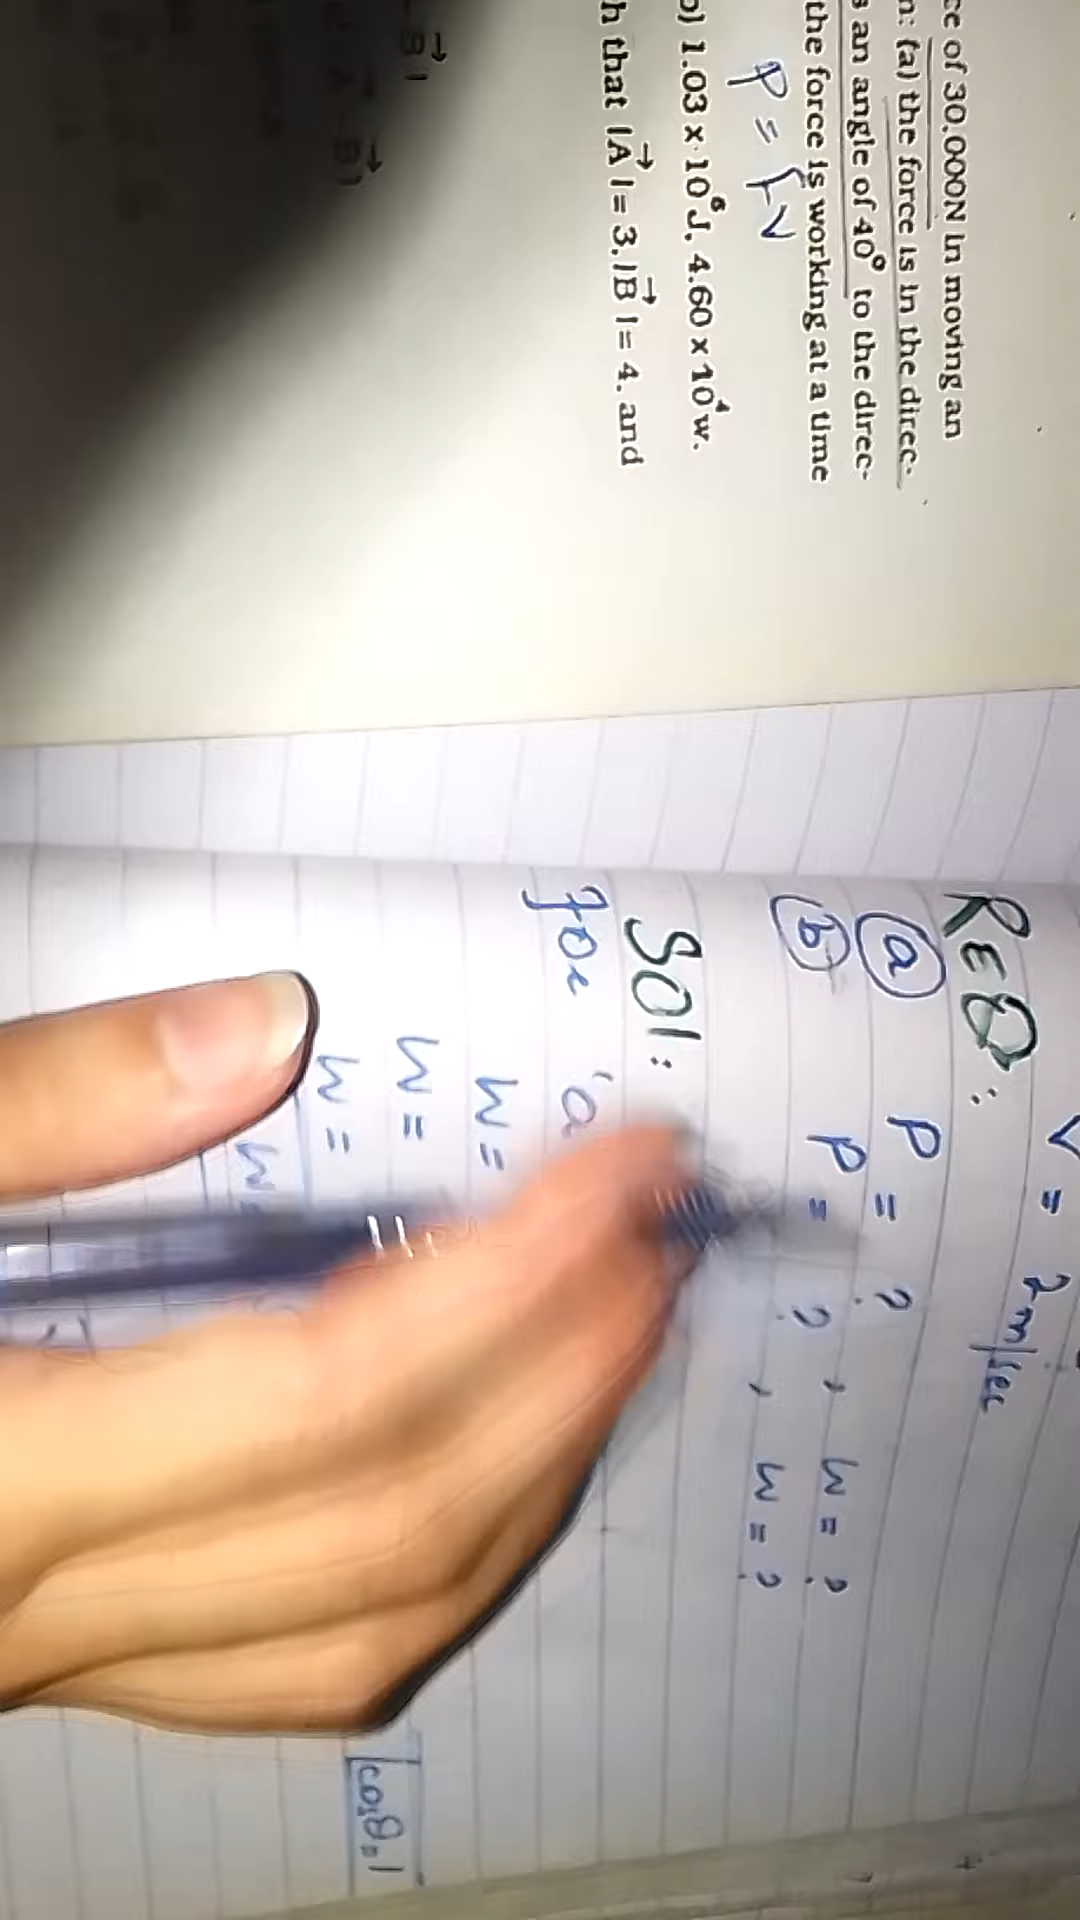 ce of 30,000N in moving an
n: (a) the force is in the direc-
s an angle of 40° to the direc-
the force is working at a time
P = fv
b) 1.03 x 10⁶J, 4.60 x 10⁴w.
h that |A⃗| = 3, |B⃗| = 4, and
B⃗|
B⃗)
V = 2m/sec
REQ:
(a) P = ? , W = ?
(b) P = ? , W = ?
SOl:
for 'a
W =
W =
W =
W =
cosθ = 1